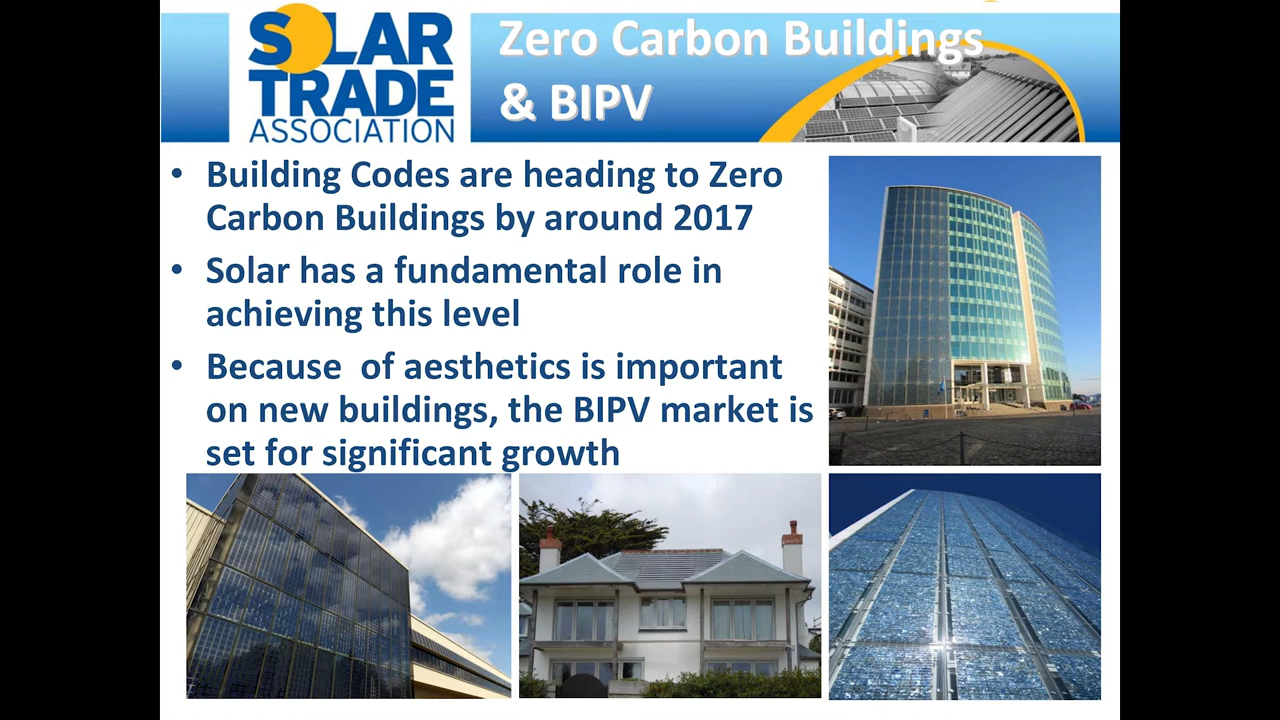 SOLAR
TRADE
ASSOCIATION
Zero Carbon Buildings
& BIPV
• Building Codes are heading to Zero
Carbon Buildings by around 2017
• Solar has a fundamental role in
achieving this level
• Because  of aesthetics is important
on new buildings, the BIPV market is
set for significant growth